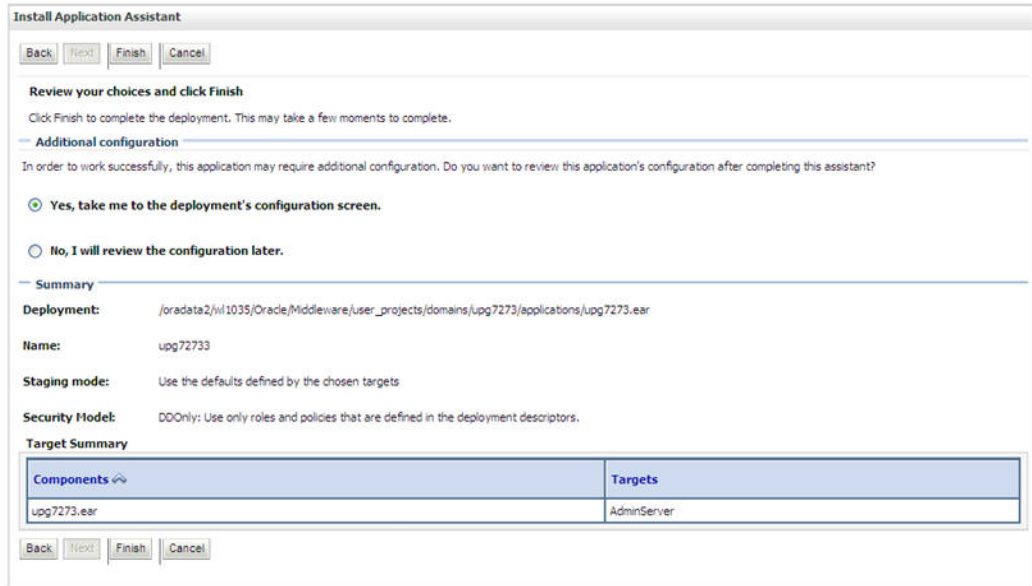 Install Application Assistant
Back Next Finish Cancel
Review your choices and click Finish
Click Finish to complete the deployment. This may take a few moments to complete.
Additional configuration
In order to work successfully, this application may require additional configuration. Do you want to review this application's configuration after completing this assistant?
Yes, take me to the deployment's configuration screen.
No, I will review the configuration later.
Summary
Deployment: /oradata2/wl1035/Oracle/Middleware/user_projects/domains/upg7273/applications/upg7273.ear
Name: upg72733
Staging mode: Use the defaults defined by the chosen targets
Security Model: DDOnly: Use only roles and policies that are defined in the deployment descriptors.
Target Summary
Components Targets
upg7273.ear AdminServer
Back Next Finish Cancel